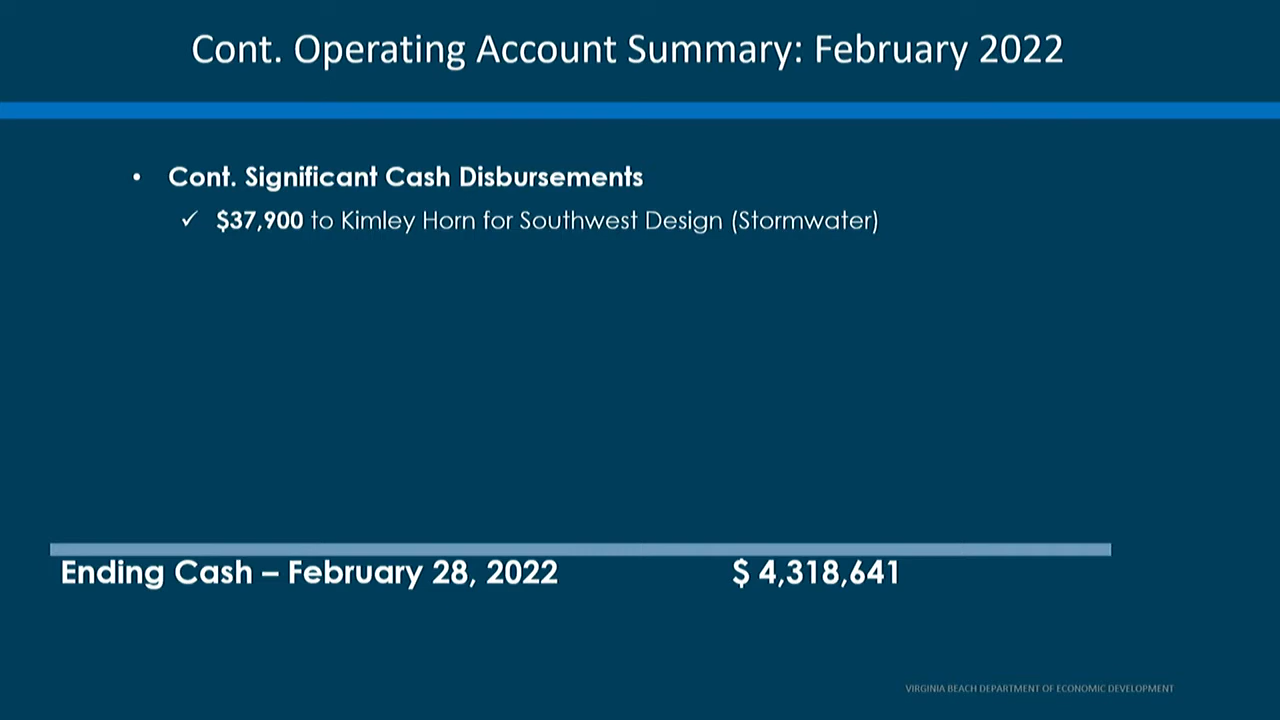 Cont. Operating Account Summary: February 2022
• Cont. Significant Cash Disbursements
✓ $37,900 to Kimley Horn for Southwest Design (Stormwater)
Ending Cash – February 28, 2022 $ 4,318,641
VIRGINIA BEACH DEPARTMENT OF ECONOMIC DEVELOPMENT